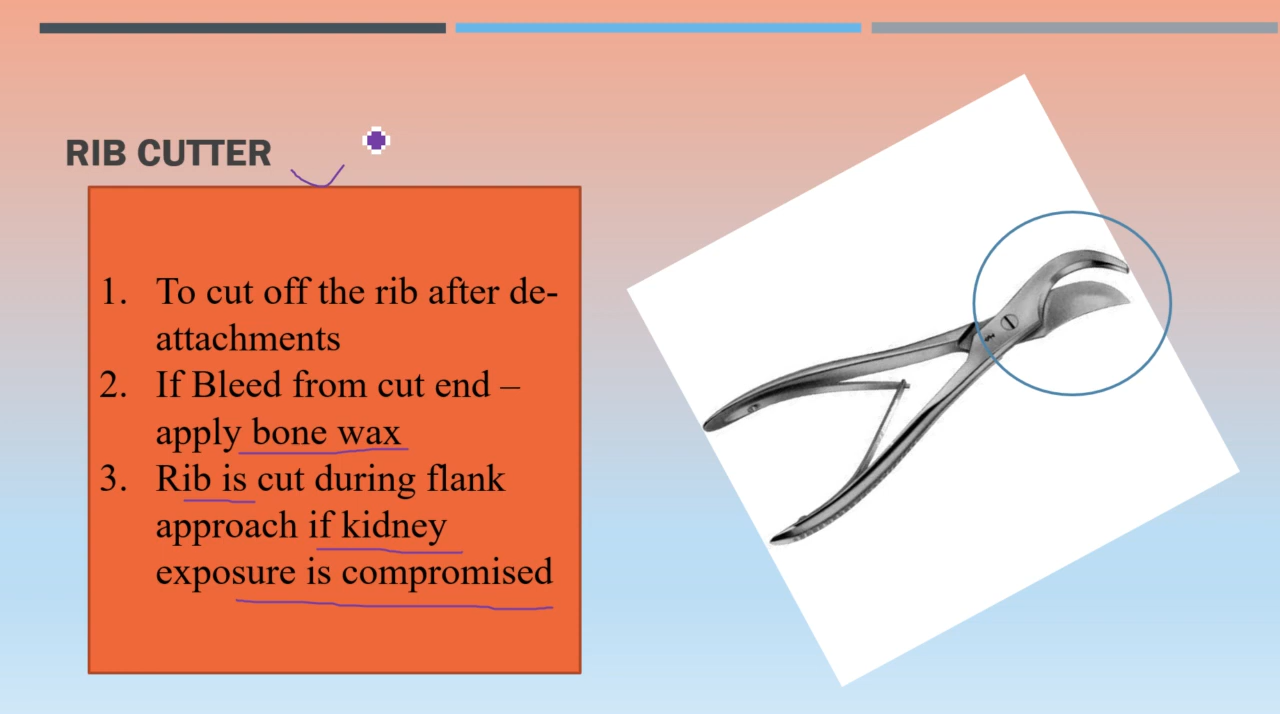 RIB CUTTER
1. To cut off the rib after de-
attachments
2. If Bleed from cut end –
apply bone wax
3. Rib is cut during flank
approach if kidney
exposure is compromised